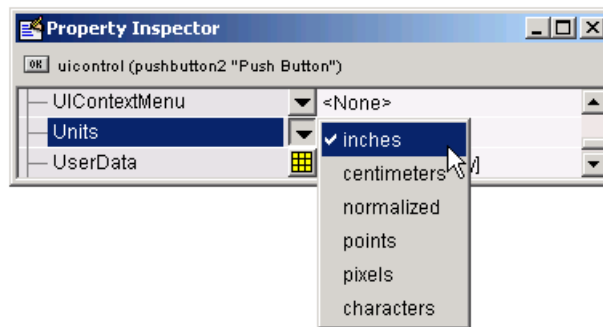 Property Inspector
OK uicontrol (pushbutton2 "Push Button")
UIContextMenu <None>
Units
✓ inches
UserData
centimeters
normalized
points
pixels
characters